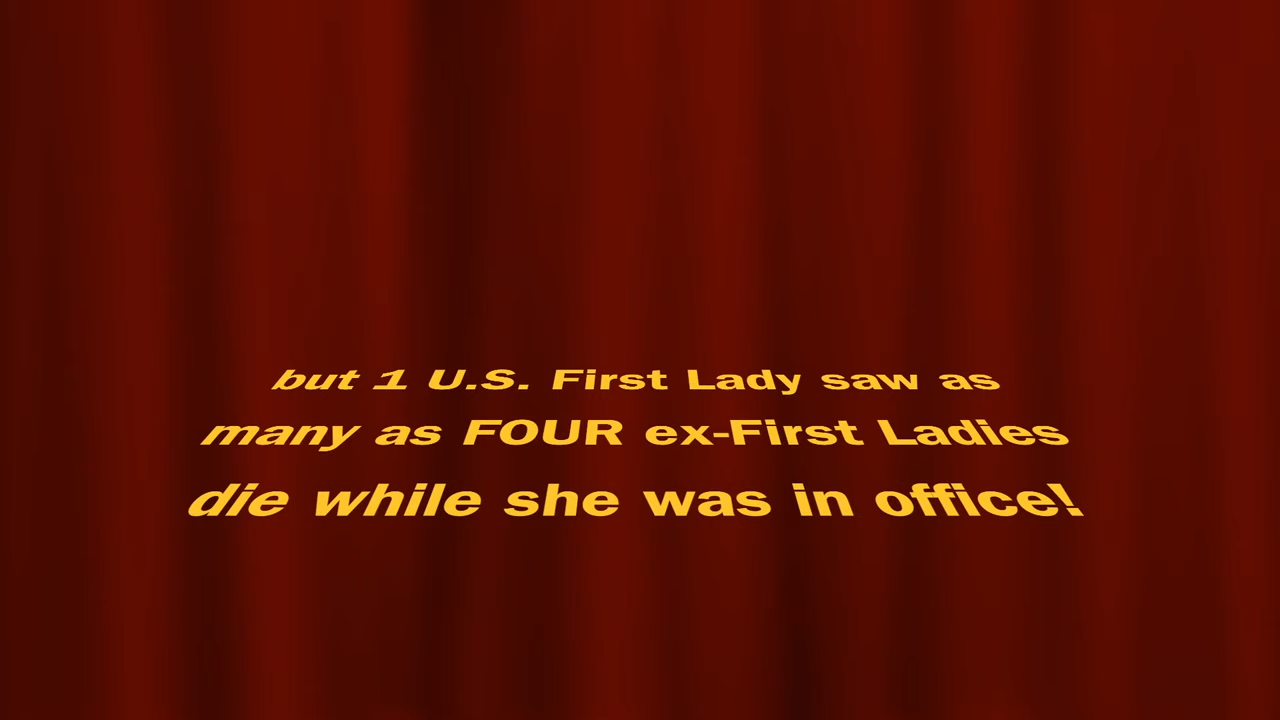 but 1 U.S. First Lady saw as
many as FOUR ex-First Ladies
die while she was in office!